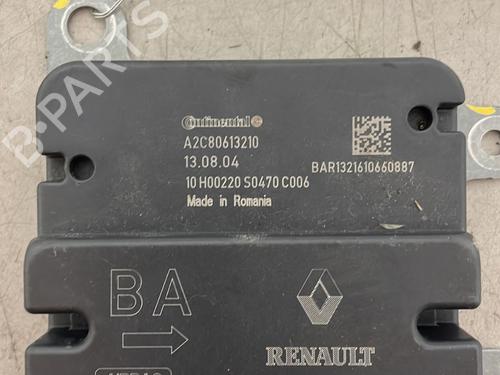 B-PARTS
Continental
A2C80613210
13.08.04
BAR1321610660887
10 H00220 S0470 C006
Made in Romania
BA
RENAULT